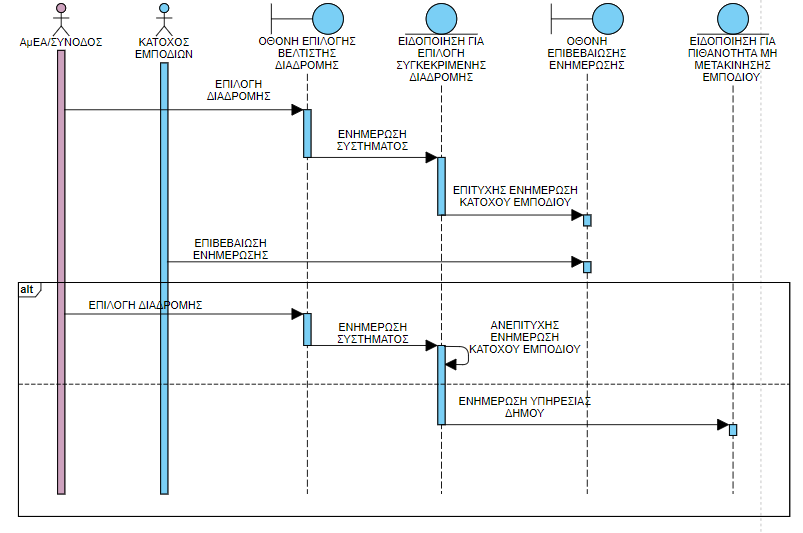 ΑμΕΑ/ΣΥΝΟΔΟΣ
ΚΑΤΟΧΟΣ
ΕΜΠΟΔΙΩΝ
ΟΘΟΝΗ ΕΠΙΛΟΓΗΣ
ΒΕΛΤΙΣΤΗΣ
ΔΙΑΔΡΟΜΗΣ
ΕΙΔΟΠΟΙΗΣΗ ΓΙΑ
ΕΠΙΛΟΓΗ
ΣΥΓΚΕΚΡΙΜΕΝΗΣ
ΔΙΑΔΡΟΜΗΣ
ΟΘΟΝΗ
ΕΠΙΒΕΒΑΙΩΣΗΣ
ΕΝΗΜΕΡΩΣΗΣ
ΕΙΔΟΠΟΙΗΣΗ ΓΙΑ
ΠΙΘΑΝΟΤΗΤΑ ΜΗ
ΜΕΤΑΚΙΝΗΣΗΣ
ΕΜΠΟΔΙΟΥ
ΕΠΙΛΟΓΗ
ΔΙΑΔΡΟΜΗΣ
ΕΝΗΜΕΡΩΣΗ
ΣΥΣΤΗΜΑΤΟΣ
ΕΠΙΤΥΧΗΣ ΕΝΗΜΕΡΩΣΗ
ΚΑΤΟΧΟΥ ΕΜΠΟΔΙΟΥ
ΕΠΙΒΕΒΑΙΩΣΗ
ΕΝΗΜΕΡΩΣΗΣ
alt
ΕΠΙΛΟΓΗ ΔΙΑΔΡΟΜΗΣ
ΕΝΗΜΕΡΩΣΗ
ΣΥΣΤΗΜΑΤΟΣ
ΑΝΕΠΙΤΥΧΗΣ
ΕΝΗΜΕΡΩΣΗ
ΚΑΤΟΧΟΥ ΕΜΠΟΔΙΟΥ
ΕΝΗΜΕΡΩΣΗ ΥΠΗΡΕΣΙΑΣ
ΔΗΜΟΥ